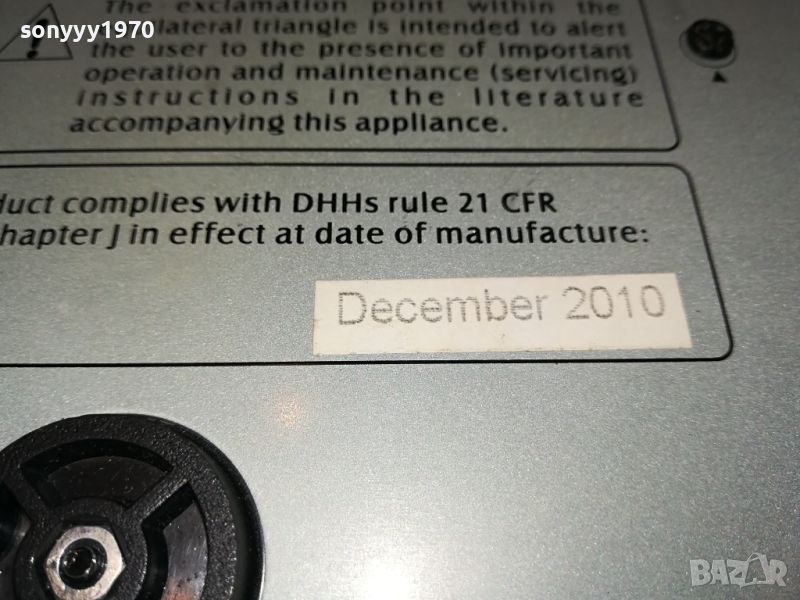 sonyyy1970
The exclamation point within the
lateral triangle is intended to alert
the user to the presence of important
operation and maintenance (servicing)
instructions in the literature
accompanying this appliance.
duct complies with DHHs rule 21 CFR
hapter J in effect at date of manufacture:
December 2010
BAZAR